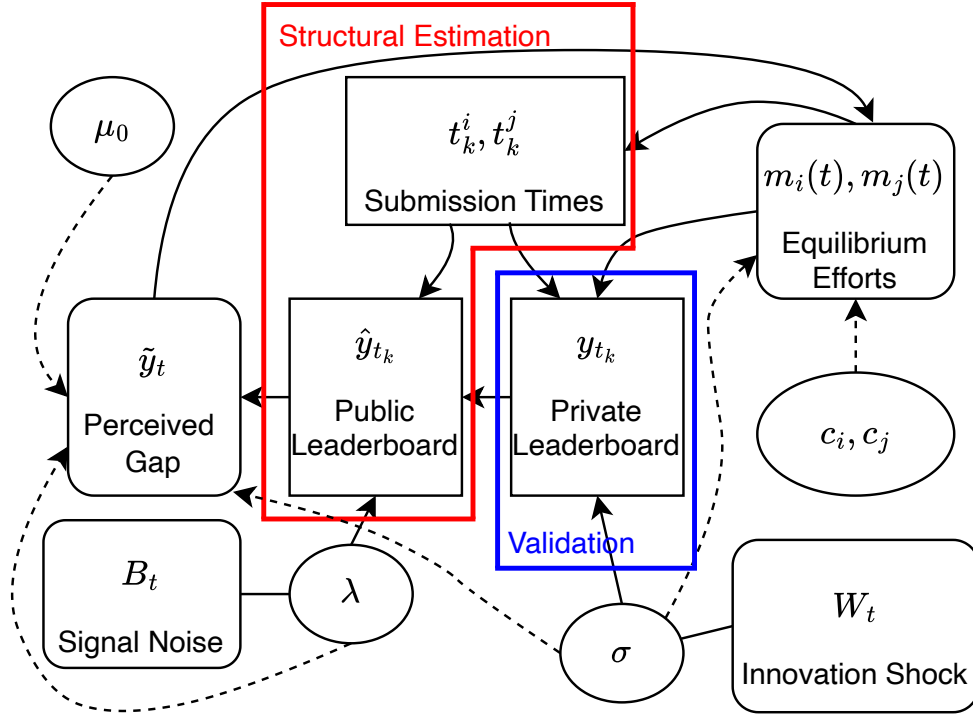 Structural Estimation
μ₀
t_k^i, t_k^j
Submission Times
m_i(t), m_j(t)
Equilibrium
Efforts
ỹ_t
Perceived
Gap
ŷ_{t_k}
Public
Leaderboard
y_{t_k}
Private
Leaderboard
c_i, c_j
Validation
B_t
Signal Noise
λ
σ
W_t
Innovation Shock